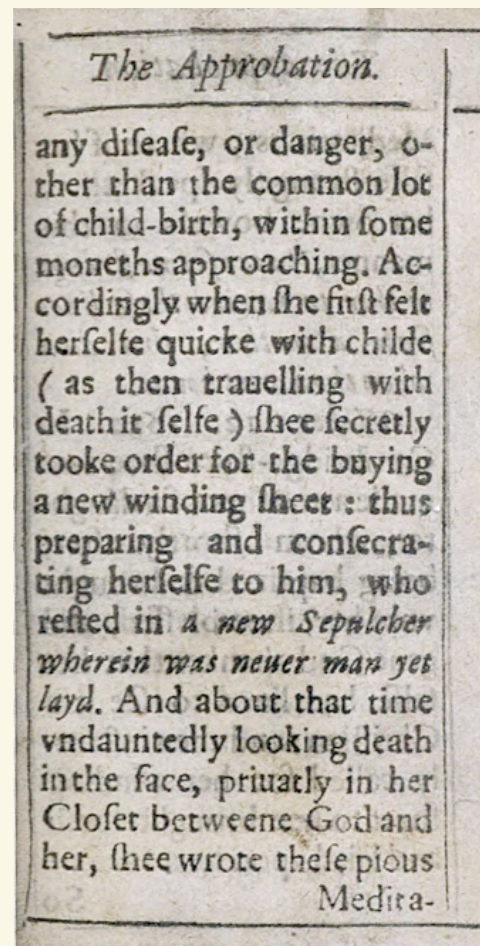 The Approbation.
any diſeaſe, or danger, o-
ther than the common lot
of child-birth, within ſome
moneths approaching. Ac-
cordingly when ſhe firſt felt
herſelfe quicke with childe
( as then trauelling with
death it ſelfe ) ſhee ſecretly
tooke order for the buying
a new winding ſheet : thus
preparing and conſecra-
ting herſelfe to him, who
reſted in a new Sepulcher
wherein was neuer man yet
layd. And about that time
vndauntedly looking death
in the face, priuatly in her
Cloſet betweene God and
her, ſhee wrote theſe pious
Medita-